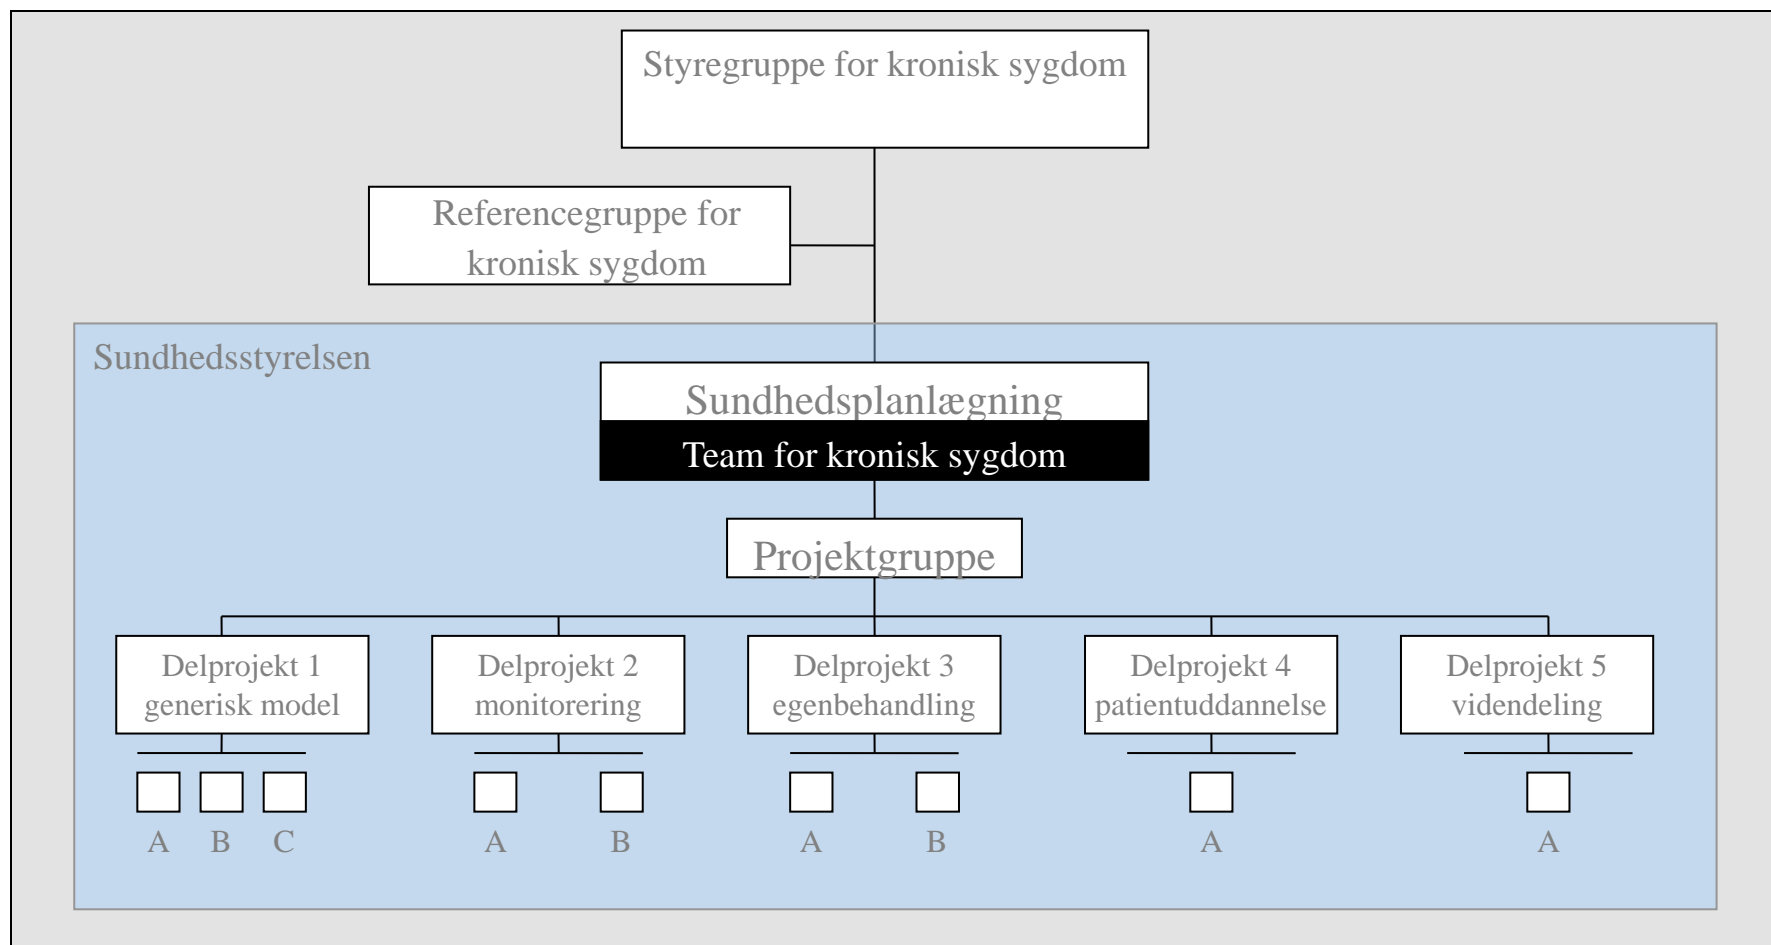 Styregruppe for kronisk sygdom
Referencegruppe for
kronisk sygdom
Sundhedsstyrelsen
Sundhedsplanlægning
Team for kronisk sygdom
Projektgruppe
Delprojekt 1
generisk model
Delprojekt 2
monitorering
Delprojekt 3
egenbehandling
Delprojekt 4
patientuddannelse
Delprojekt 5
videndeling
A B C
A B
A B
A
A